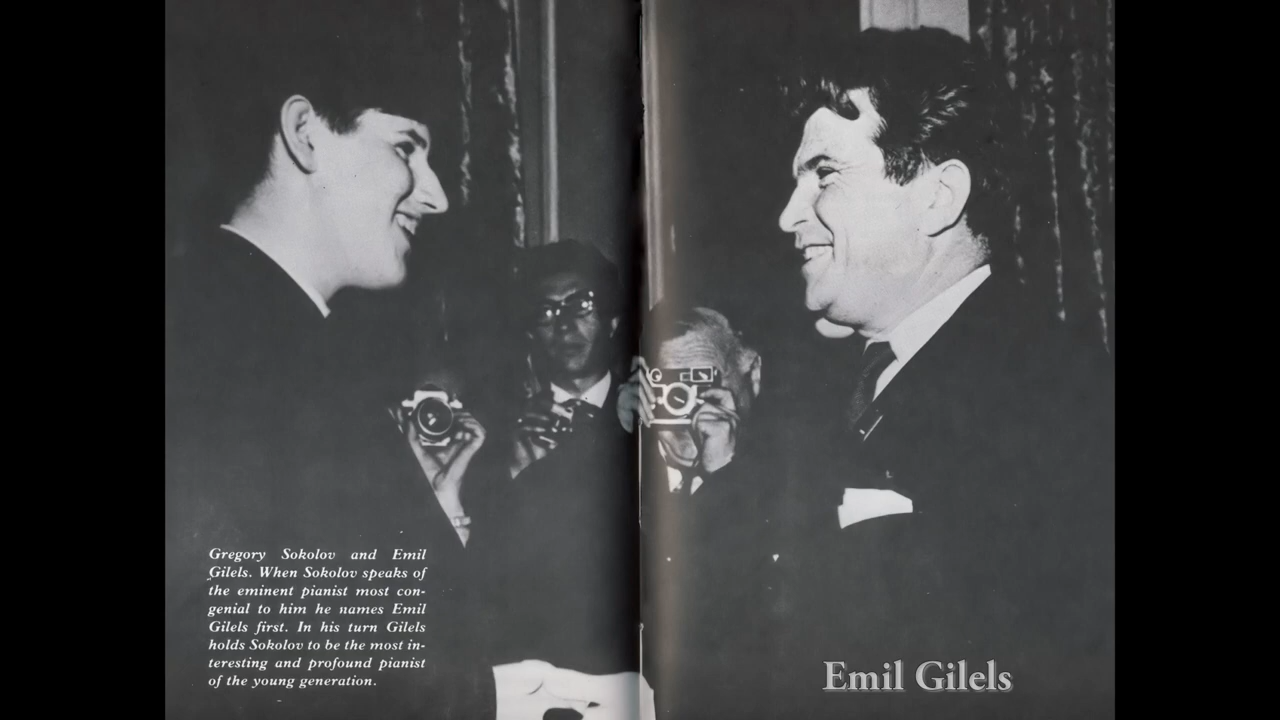 Gregory Sokolov and Emil
Gilels. When Sokolov speaks of
the eminent pianist most con-
genial to him he names Emil
Gilels first. In his turn Gilels
holds Sokolov to be the most in-
teresting and profound pianist
of the young generation.
Emil Gilels